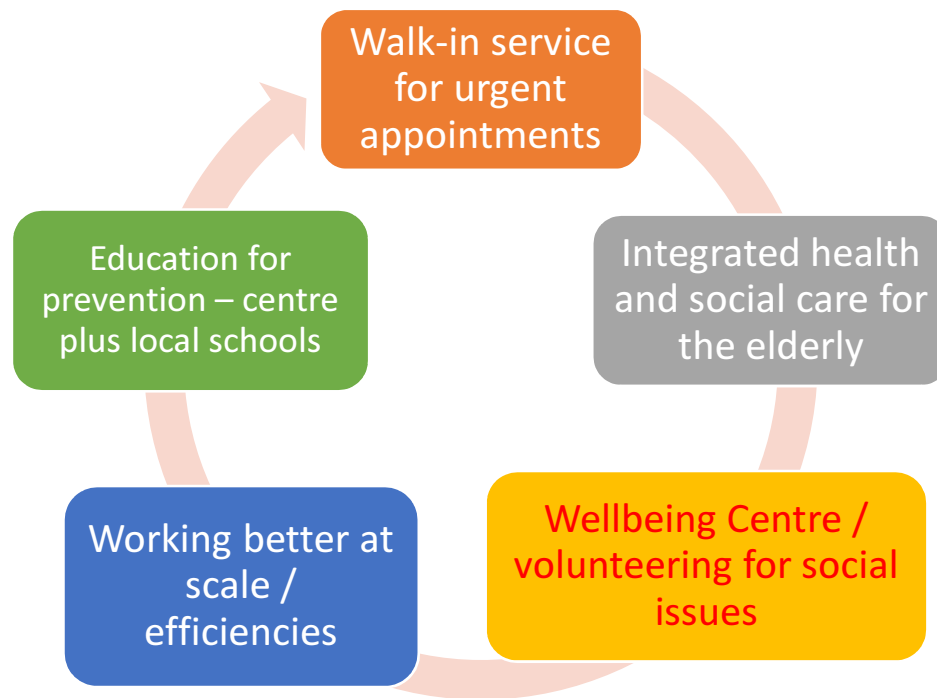 Walk-in service
for urgent
appointments
Integrated health
and social care for
the elderly
Wellbeing Centre /
volunteering for social
issues
Working better at
scale /
efficiencies
Education for
prevention – centre
plus local schools